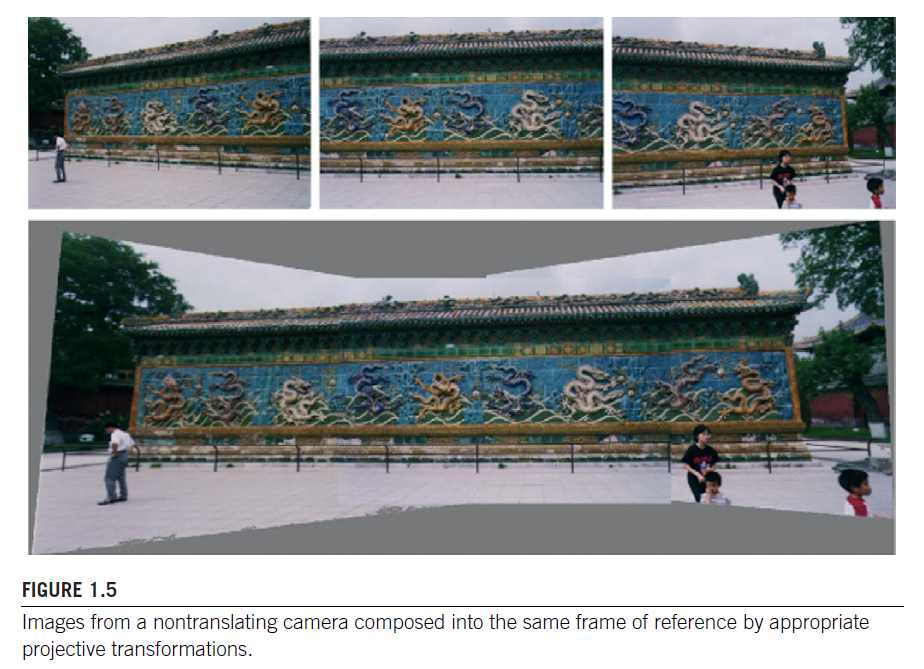 FIGURE 1.5
Images from a nontranslating camera composed into the same frame of reference by appropriate
projective transformations.